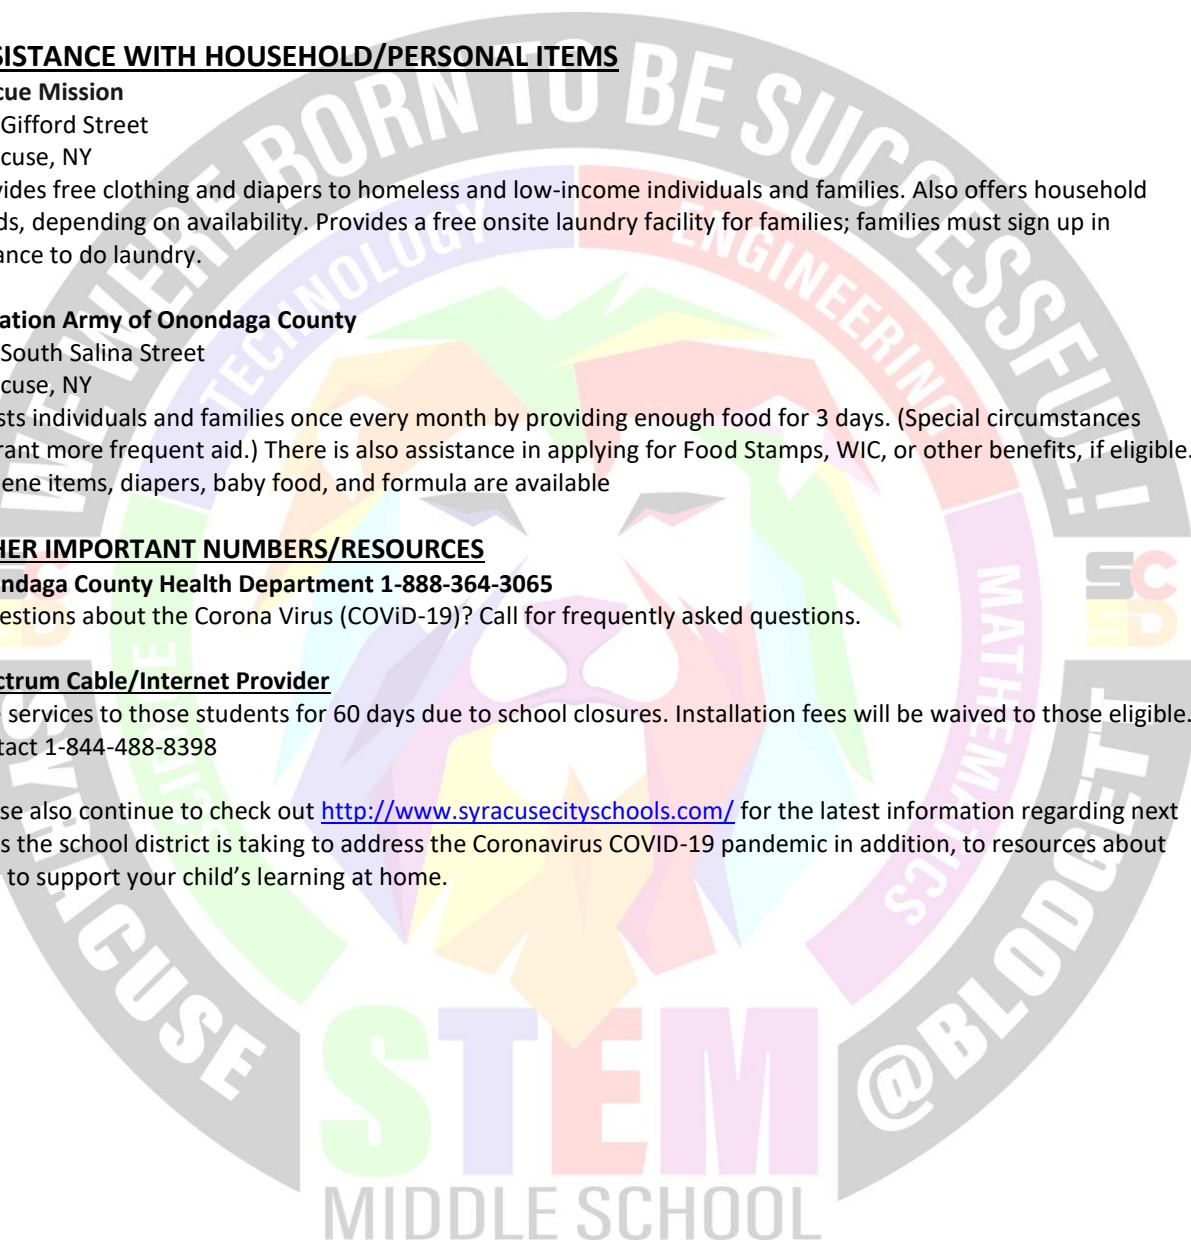 SISTANCE WITH HOUSEHOLD/PERSONAL ITEMS
cue Mission
Gifford Street
cuse, NY
vides free clothing and diapers to homeless and low-income individuals and families. Also offers household
ds, depending on availability. Provides a free onsite laundry facility for families; families must sign up in
ance to do laundry.
ation Army of Onondaga County
South Salina Street
cuse, NY
sts individuals and families once every month by providing enough food for 3 days. (Special circumstances
rant more frequent aid.) There is also assistance in applying for Food Stamps, WIC, or other benefits, if eligible.
ene items, diapers, baby food, and formula are available
HER IMPORTANT NUMBERS/RESOURCES
ndaga County Health Department 1-888-364-3065
estions about the Corona Virus (COViD-19)? Call for frequently asked questions.
ctrum Cable/Internet Provider
services to those students for 60 days due to school closures. Installation fees will be waived to those eligible.
tact 1-844-488-8398
se also continue to check out http://www.syracusecityschools.com/ for the latest information regarding next
s the school district is taking to address the Coronavirus COVID-19 pandemic in addition, to resources about
to support your child’s learning at home.
WE WERE BORN TO BE SUCCESSFUL!
TECHNOLOGY
ENGINEERING
SCIENCE
MATHEMATICS
SC
SD
SC
SD
SYRACUSE
@BLODGETT
STEM
MIDDLE SCHOOL